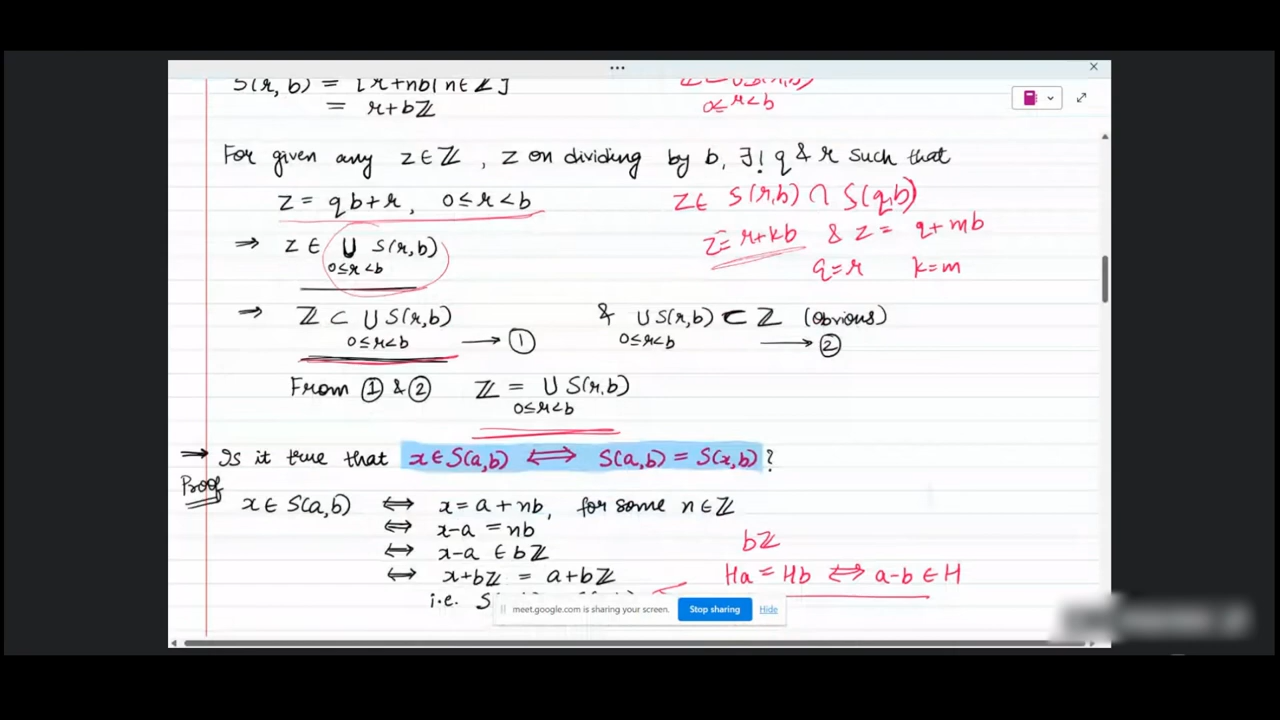 S(r, b) = {r+nb| n∈ℤ}
= r+bℤ
0≤r<b
For given any z∈ℤ, z on dividing by b, ∃! q & r such that
z = qb+r, 0≤r<b
z∈ S(r,b) ∩ S(q,b)
z = r+kb & z = q+mb
q=r k=m
⇒ z ∈ ∪ S(r,b)
0≤r<b
⇒ ℤ ⊂ ∪ S(r,b) & ∪ S(r,b) ⊂ ℤ (obvious)
0≤r<b → ① 0≤r<b → ②
From ① & ② ℤ = ∪ S(r,b)
0≤r<b
→ Is it true that x∈S(a,b) ⟺ S(a,b) = S(x,b)?
Proof
x∈ S(a,b) ⇔ x = a + nb, for some n∈ℤ
⇔ x-a = nb
⇔ x-a ∈ bℤ
bℤ
⇔ x+bℤ = a+bℤ
Ha = Hb ⇔ a-b ∈ H
i.e. S
meet.google.com is sharing your screen. Stop sharing Hide